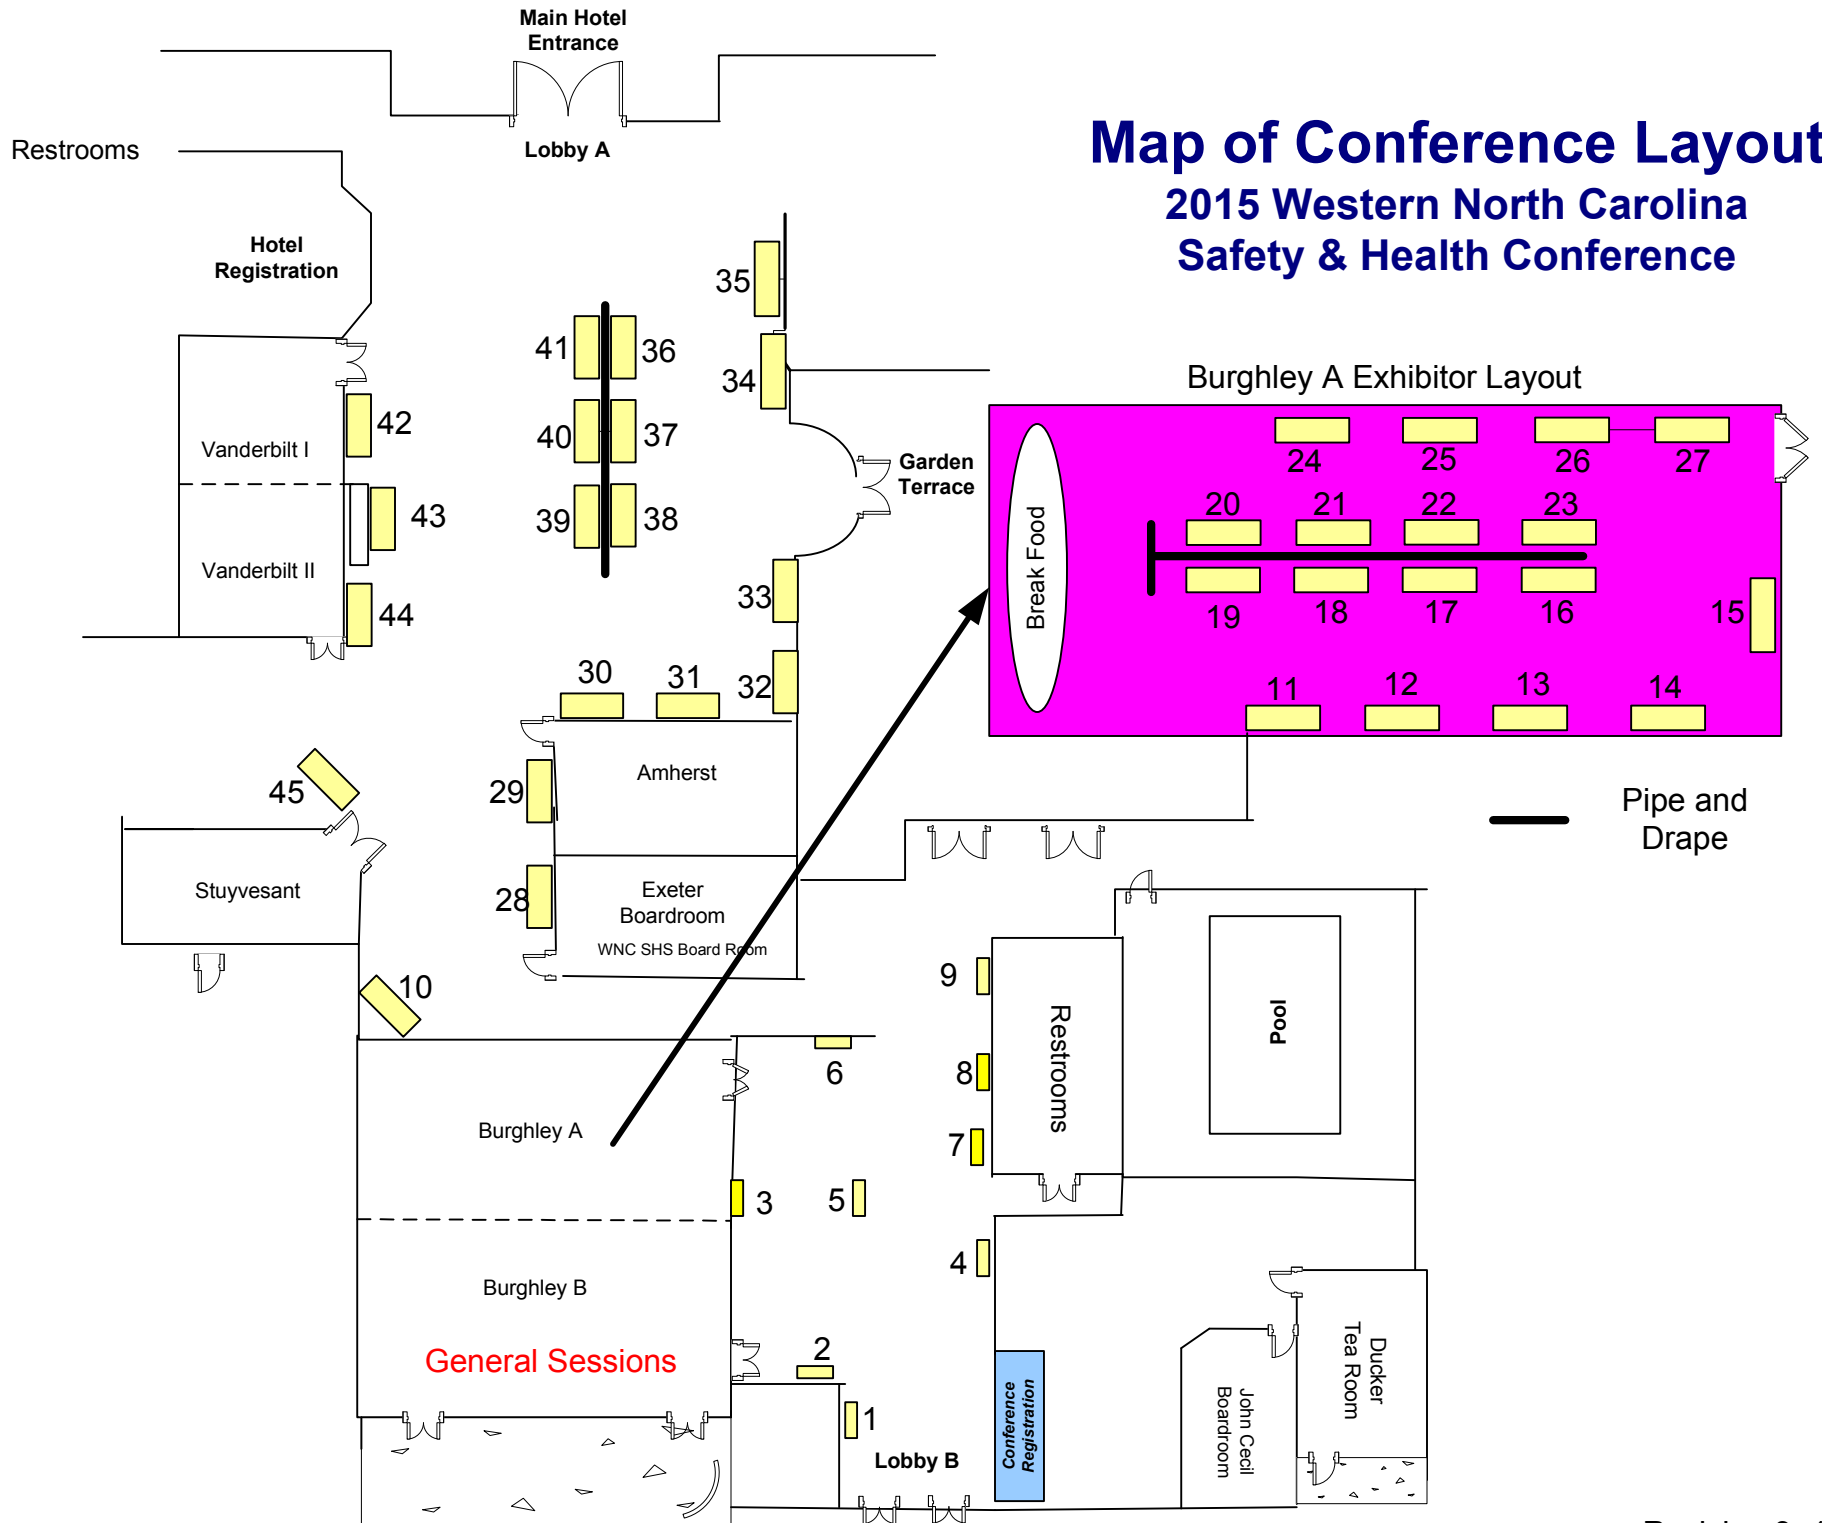 Main Hotel
Entrance
Lobby A
Restrooms
Map of Conference Layout
2015 Western North Carolina
Safety & Health Conference
Hotel
Registration
35
41
36
34
42
40
37
43
39
38
44
33
32
30
31
Vanderbilt I
Vanderbilt II
Garden
Terrace
Burghley A Exhibitor Layout
Break Food
24
25
26
27
20
21
22
23
19
18
17
16
15
11
12
13
14
Pipe and
Drape
45
29
Amherst
Stuyvesant
28
Exeter
Boardroom
WNC SHS Board Room
10
9
8
7
6
Restrooms
Pool
Burghley A
3
5
4
Burghley B
General Sessions
2
1
Lobby B
Conference
Registration
John Cecil
Boardroom
Ducker
Tea Room